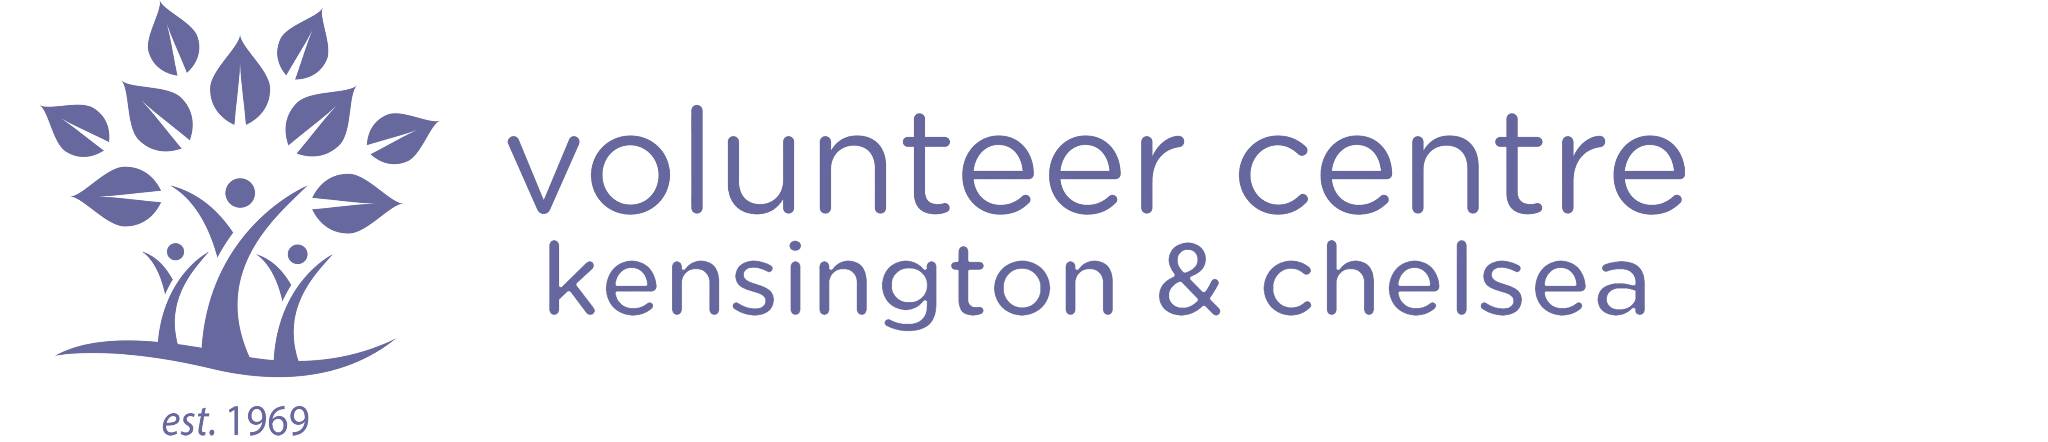 volunteer centre
kensington & chelsea
est. 1969